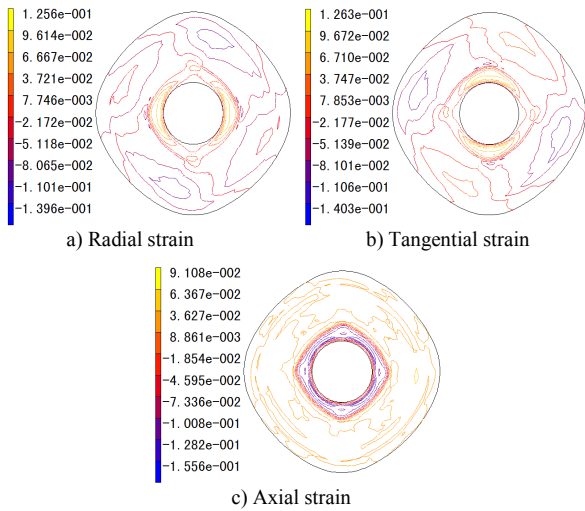 1.256e-001
9.614e-002
6.667e-002
3.721e-002
7.746e-003
-2.172e-002
-5.118e-002
-8.065e-002
-1.101e-001
-1.396e-001
a) Radial strain
1.263e-001
9.672e-002
6.710e-002
3.747e-002
7.853e-003
-2.177e-002
-5.139e-002
-8.101e-002
-1.106e-001
-1.403e-001
b) Tangential strain
9.108e-002
6.367e-002
3.627e-002
8.861e-003
-1.854e-002
-4.595e-002
-7.336e-002
-1.008e-001
-1.282e-001
-1.556e-001
c) Axial strain